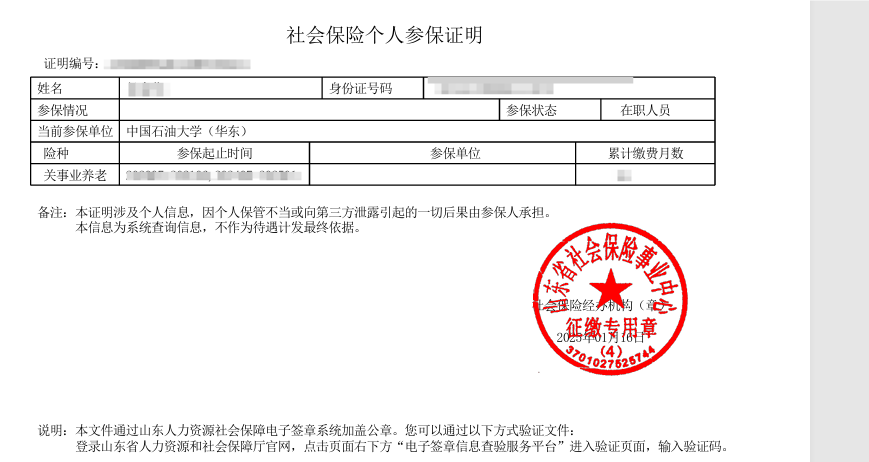 社会保险个人参保证明
证明编号:
姓名 身份证号码
参保情况 参保状态 在职人员
当前参保单位 中国石油大学（华东）
险种 参保起止时间 参保单位 累计缴费月数
关事业养老
备注：本证明涉及个人信息，因个人保管不当或向第三方泄露引起的一切后果由参保人承担。
本信息为系统查询信息，不作为待遇计发最终依据。
山东省社会保险事业中心
社会保险经办机构（章）
征缴专用章
2025年01月16日
(4)
3701027525744
说明：本文件通过山东人力资源社会保障电子签章系统加盖公章。您可以通过以下方式验证文件：
登录山东省人力资源和社会保障厅官网，点击页面右下方“电子签章信息查验服务平台”进入验证页面，输入验证码。